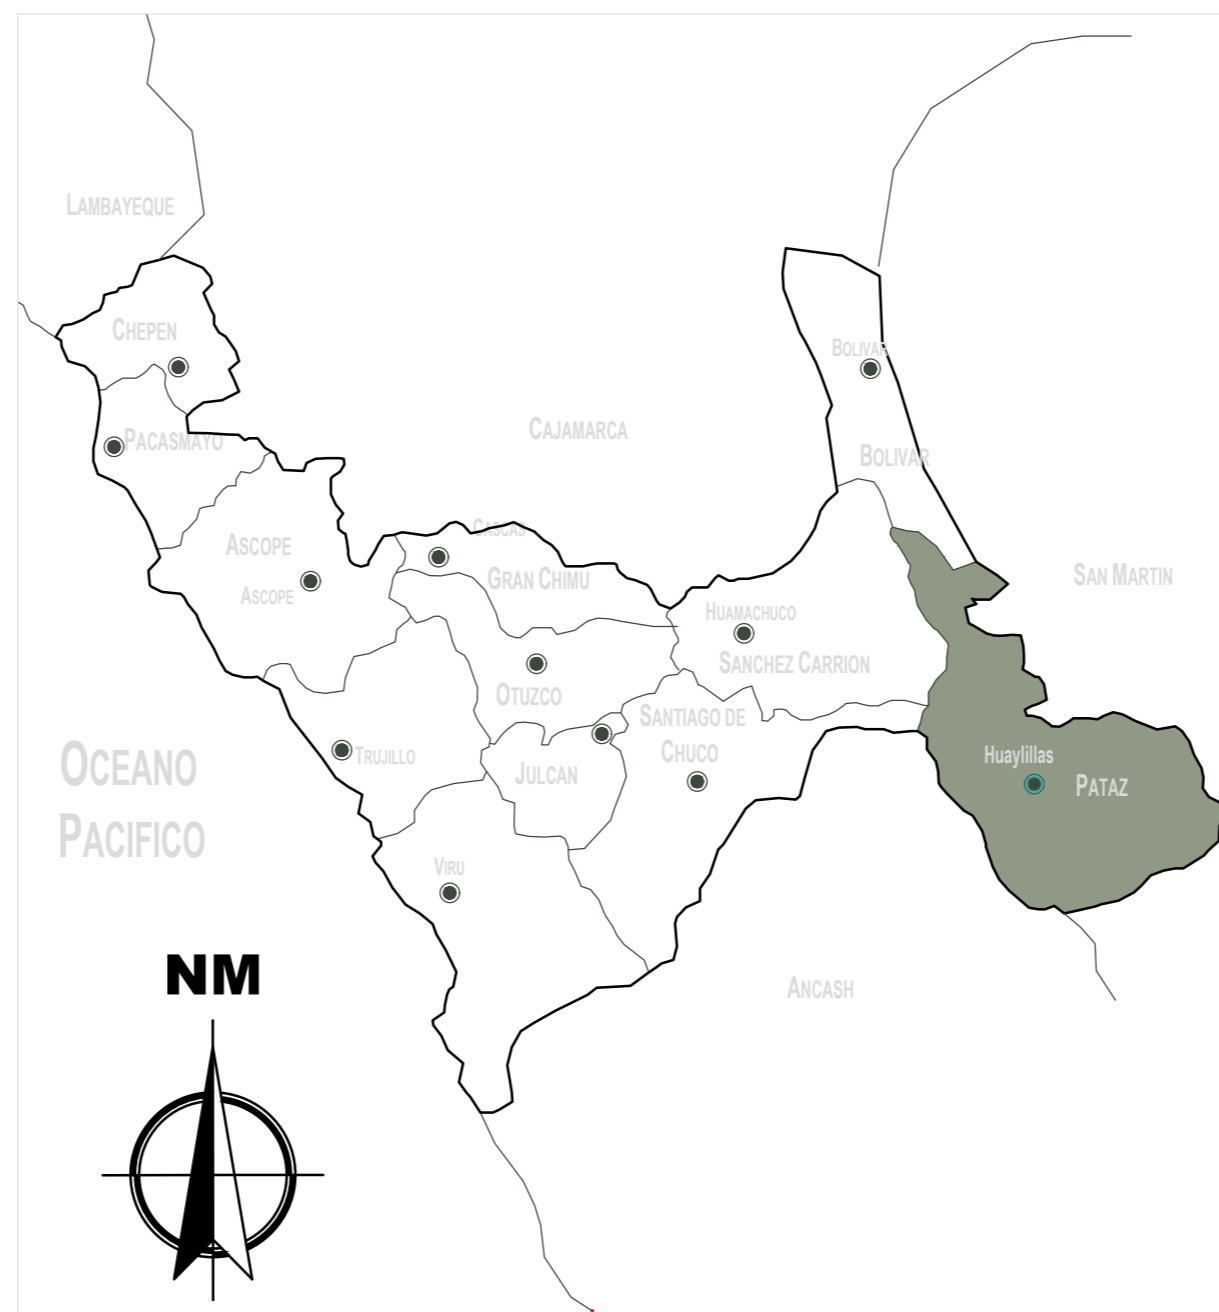 LAMBAYEQUE
CHEPEN
BOLIVAR
PACASMAYO
CAJAMARCA
BOLIVAR
CASCAS
ASCOPE
GRAN CHIMU
SAN MARTIN
ASCOPE
HUAMACHUCO
SANCHEZ CARRION
OTUZCO
SANTIAGO DE
CHUCO
TRUJILLO
JULCAN
Huaylillas
PATAZ
OCEANO
PACIFICO
VIRU
NM
ANCASH